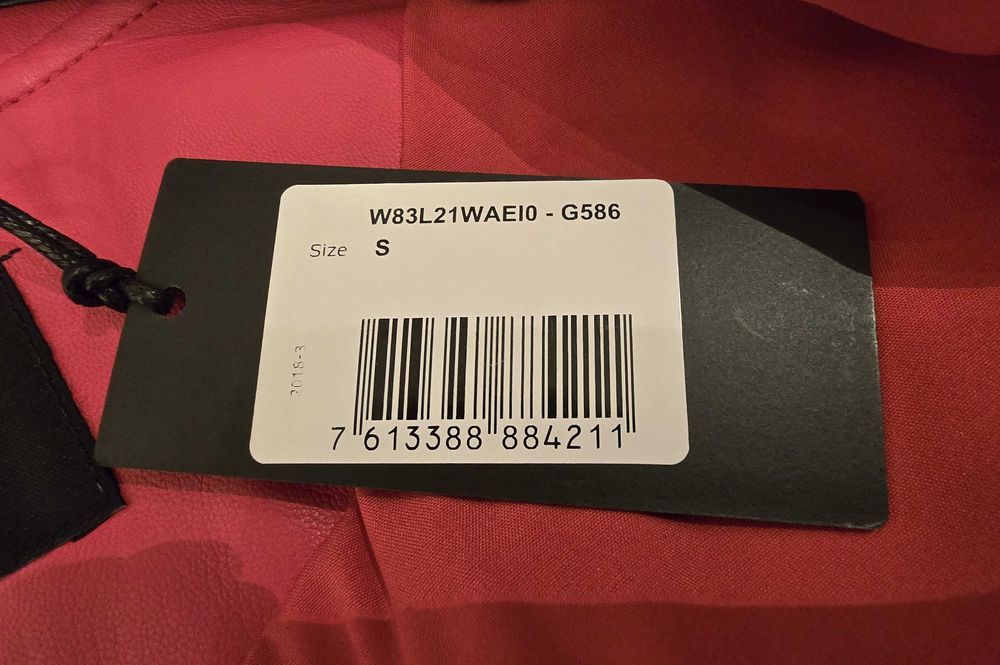 W83L21WAEI0 - G586
Size S
2018-3
7 613388 884211